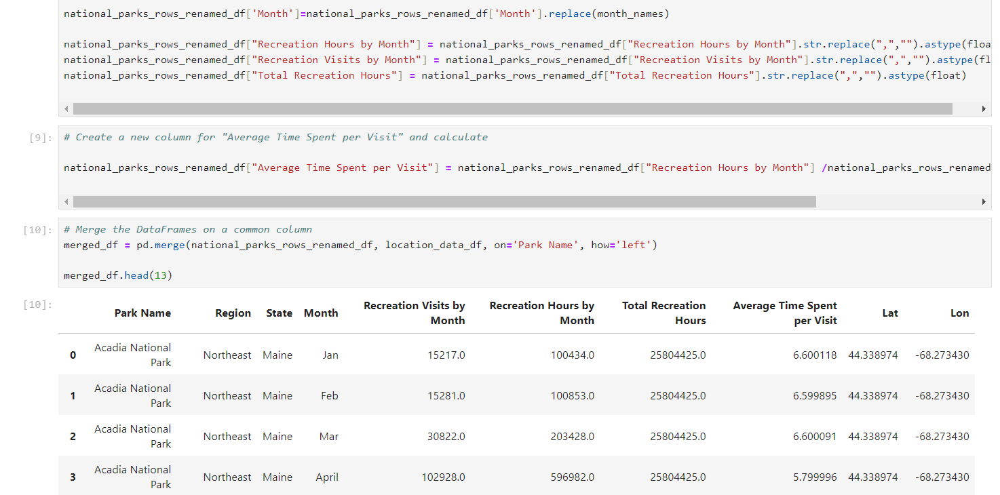 national_parks_rows_renamed_df['Month']=national_parks_rows_renamed_df['Month'].replace(month_names)
national_parks_rows_renamed_df["Recreation Hours by Month"] = national_parks_rows_renamed_df["Recreation Hours by Month"].str.replace(",","").astype(floa
national_parks_rows_renamed_df["Recreation Visits by Month"] = national_parks_rows_renamed_df["Recreation Visits by Month"].str.replace(",","").astype(fl
national_parks_rows_renamed_df["Total Recreation Hours"] = national_parks_rows_renamed_df["Total Recreation Hours"].str.replace(",","").astype(float)
[9]: # Create a new column for "Average Time Spent per Visit" and calculate
national_parks_rows_renamed_df["Average Time Spent per Visit"] = national_parks_rows_renamed_df["Recreation Hours by Month"] /national_parks_rows_renamed
[10]: # Merge the DataFrames on a common column
merged_df = pd.merge(national_parks_rows_renamed_df, location_data_df, on='Park Name', how='left')
merged_df.head(13)
[10]:
Park Name Region State Month Recreation Visits by Month Recreation Hours by Month Total Recreation Hours Average Time Spent per Visit Lat Lon
0 Acadia National Park Northeast Maine Jan 15217.0 100434.0 25804425.0 6.600118 44.338974 -68.273430
1 Acadia National Park Northeast Maine Feb 15281.0 100853.0 25804425.0 6.599895 44.338974 -68.273430
2 Acadia National Park Northeast Maine Mar 30822.0 203428.0 25804425.0 6.600091 44.338974 -68.273430
3 Acadia National Park Northeast Maine April 102928.0 596982.0 25804425.0 5.799996 44.338974 -68.273430